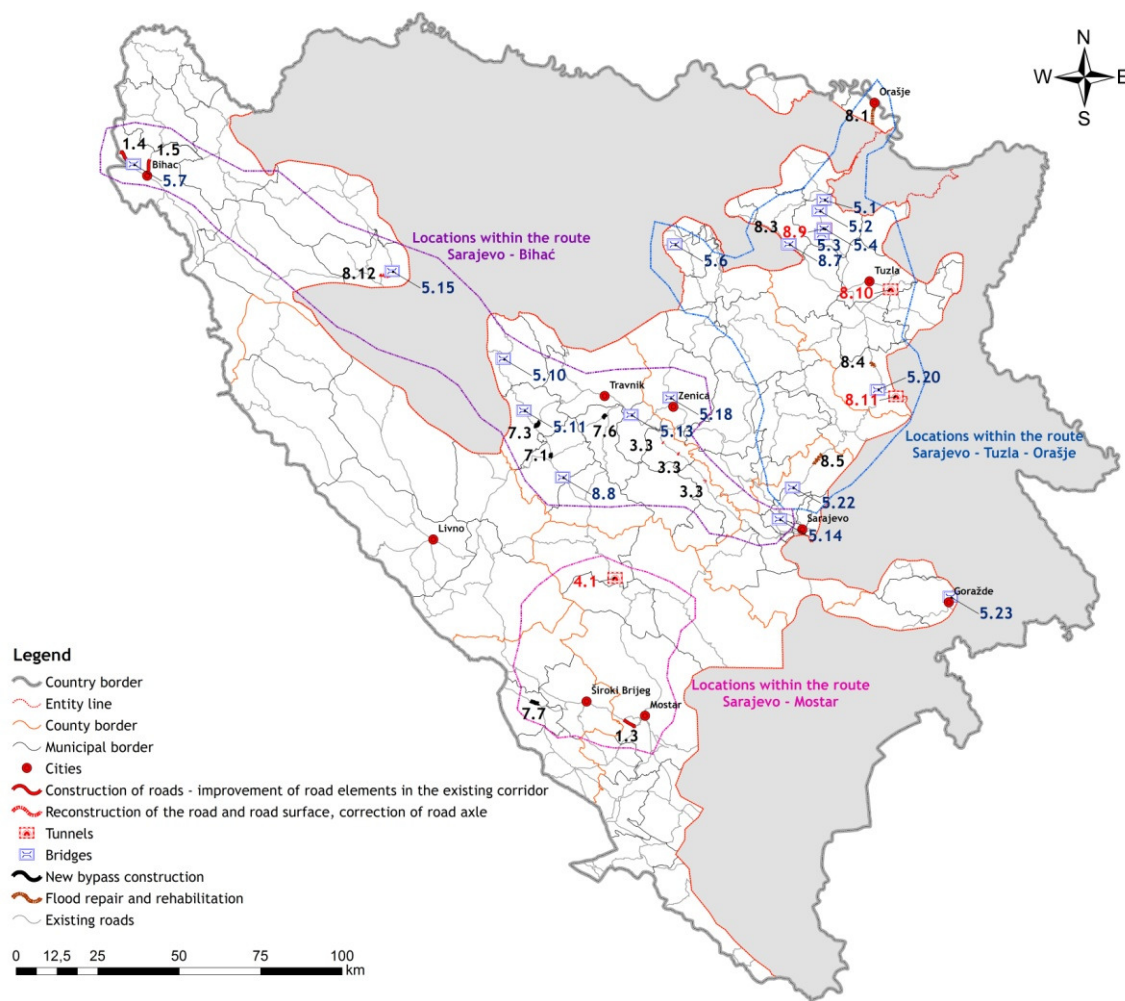 N
W E
S
Orašje
8.1
1.4
1.5
Bihac
5.7
5.1
5.2
8.3
8.9
5.3
5.4
8.7
5.6
Locations within the route
Sarajevo - Bihać
8.12
5.15
Tuzla
8.10
8.4
5.10
5.20
8.11
Travnik
Zenica
5.18
5.11
7.3
7.6
5.13
3.3
7.1
3.3
3.3
Locations within the route
Sarajevo - Tuzla - Orašje
8.5
8.8
5.22
Sarajevo
5.14
Livno
4.1
Goražde
5.23
Široki Brijeg
Mostar
7.7
1.3
Locations within the route
Sarajevo - Mostar
Legend
Country border
Entity line
County border
Municipal border
Cities
Construction of roads - improvement of road elements in the existing corridor
Reconstruction of the road and road surface, correction of road axle
Tunnels
Bridges
New bypass construction
Flood repair and rehabilitation
Existing roads
0 12,5 25 50 75 100
km